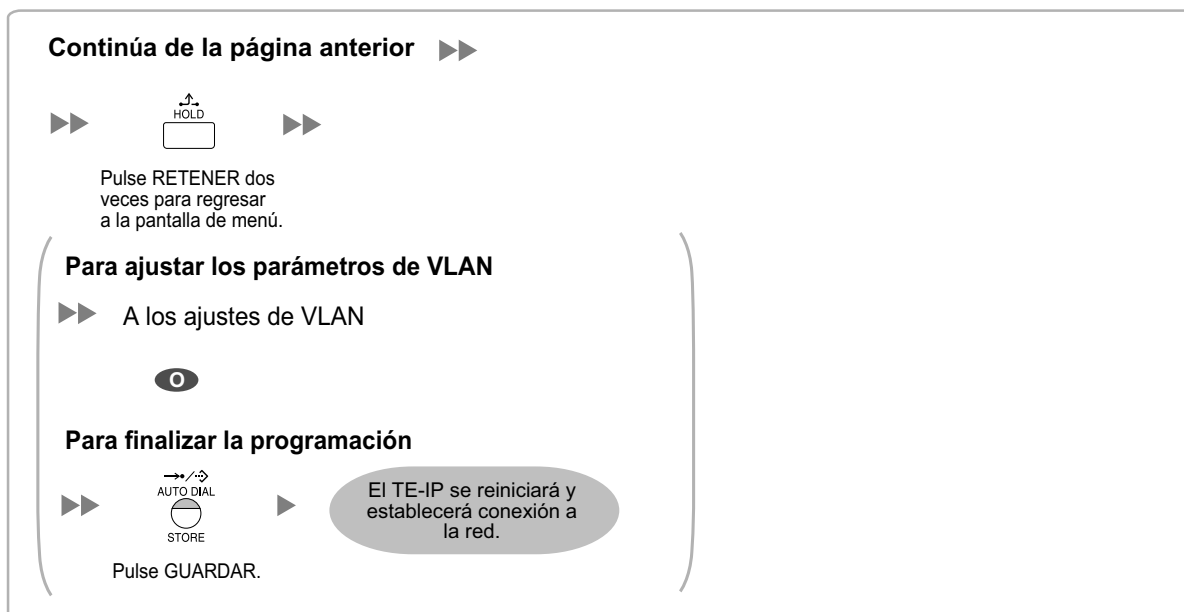 Continúa de la página anterior
HOLD
Pulse RETENER dos
veces para regresar
a la pantalla de menú.
Para ajustar los parámetros de VLAN
A los ajustes de VLAN
O
Para finalizar la programación
AUTO DIAL
STORE
Pulse GUARDAR.
El TE-IP se reiniciará y
establecerá conexión a
la red.